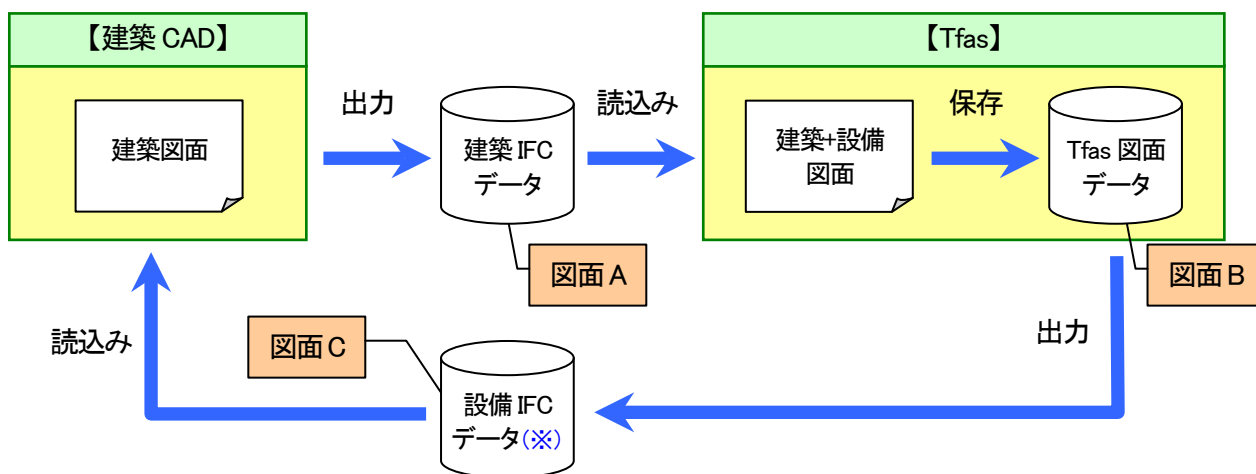 【建築 CAD】
建築図面
出力
建築 IFC
データ
図面 A
読込み
【Tfas】
建築+設備
図面
保存
Tfas 図面
データ
図面 B
出力
設備 IFC
データ(※)
図面 C
読込み